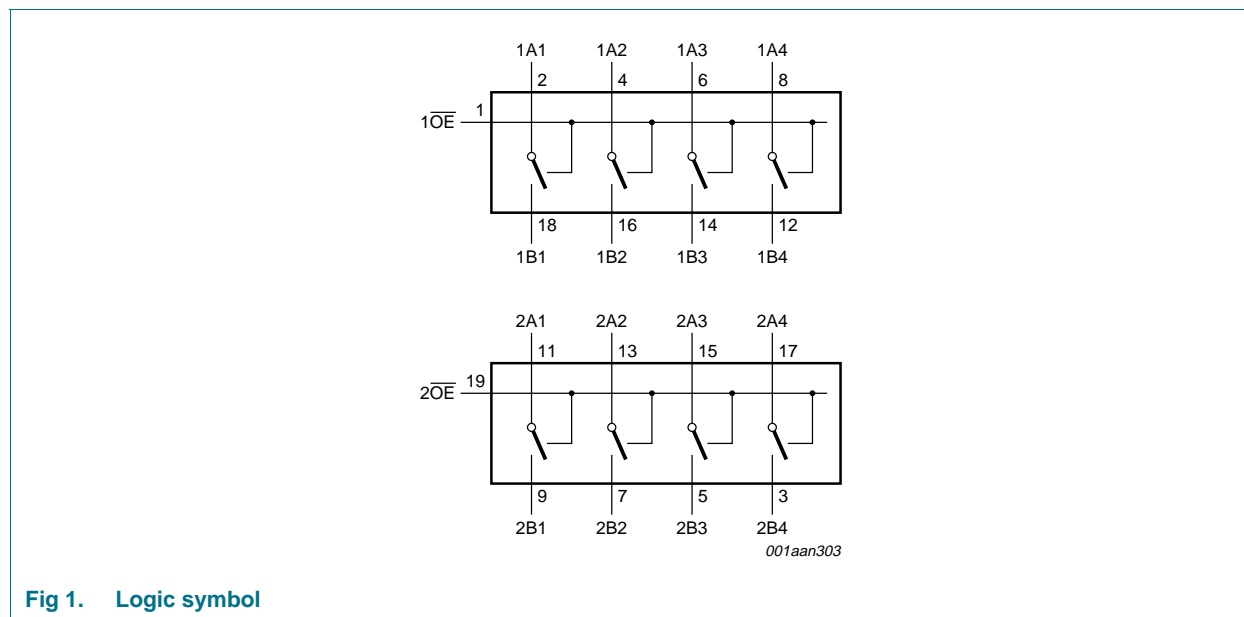 1A1 1A2 1A3 1A4
2 4 6 8
1
1O̅E̅
18 16 14 12
1B1 1B2 1B3 1B4
2A1 2A2 2A3 2A4
11 13 15 17
19
2O̅E̅
9 7 5 3
2B1 2B2 2B3 2B4
001aan303
Fig 1. Logic symbol